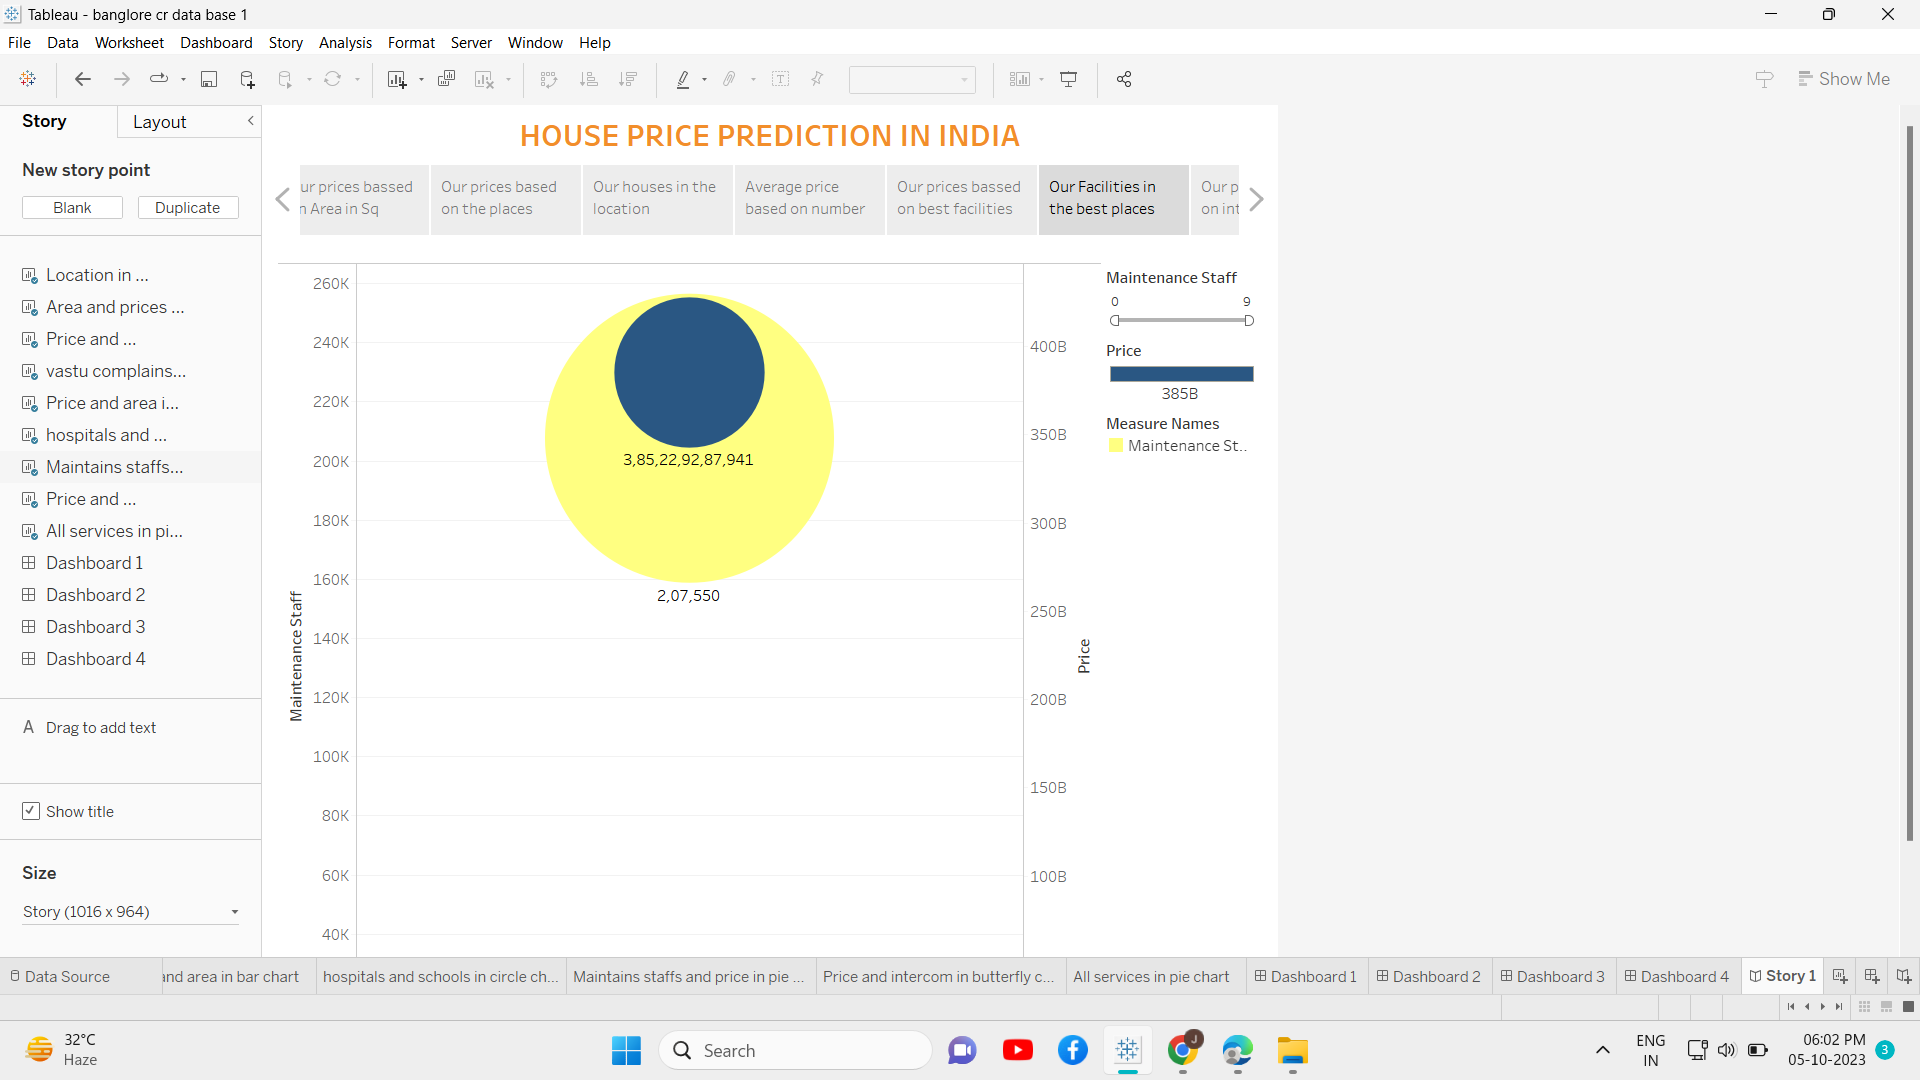 Tableau - banglore cr data base 1
File Data Worksheet Dashboard Story Analysis Format Server Window Help
Show Me
Story Layout
New story point
Blank Duplicate
Location in ...
Area and prices ...
Price and ...
vastu complains...
Price and area i...
hospitals and ...
Maintains staffs...
Price and ...
All services in pi...
Dashboard 1
Dashboard 2
Dashboard 3
Dashboard 4
A Drag to add text
Show title
Size
Story (1016 x 964)
HOUSE PRICE PREDICTION IN INDIA
ur prices bassed
n Area in Sq
Our prices based
on the places
Our houses in the
location
Average price
based on number
Our prices bassed
on best facilities
Our Facilities in
the best places
Our p
on int
260K
240K
220K
200K
180K
160K
140K
120K
100K
80K
60K
40K
Maintenance Staff
3,85,22,92,87,941
2,07,550
400B
350B
300B
250B
200B
150B
100B
Price
Maintenance Staff
0 9
Price
385B
Measure Names
Maintenance St..
Data Source
and area in bar chart
hospitals and schools in circle ch...
Maintains staffs and price in pie ...
Price and intercom in butterfly c...
All services in pie chart
Dashboard 1
Dashboard 2
Dashboard 3
Dashboard 4
Story 1
32°C
Haze
Search
J
ENG
IN
06:02 PM
05-10-2023
3